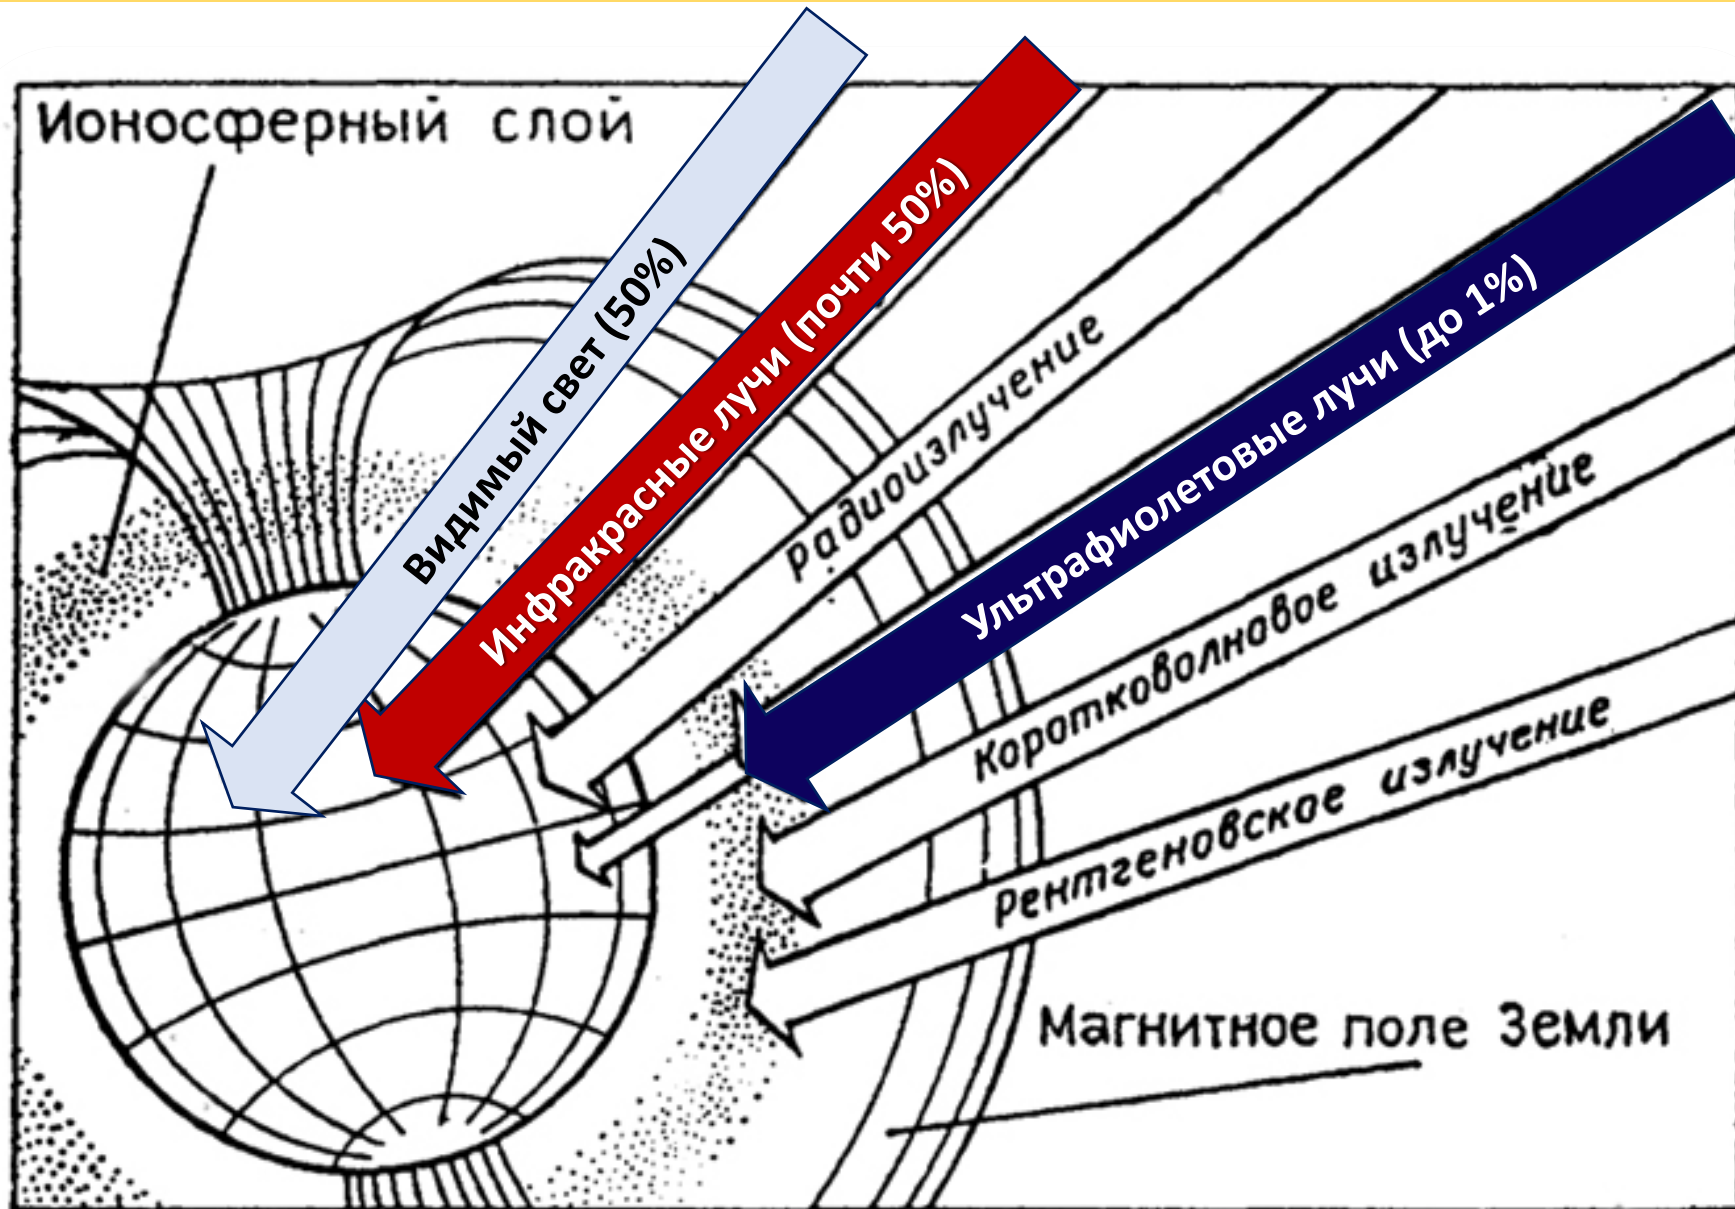 Ионосферный слой
Видимый свет (50%)
Инфракрасные лучи (почти 50%)
Радиоизлучение
Ультрафиолетовые лучи (до 1%)
Коротковолновое излучение
Рентгеновское излучение
Магнитное поле Земли